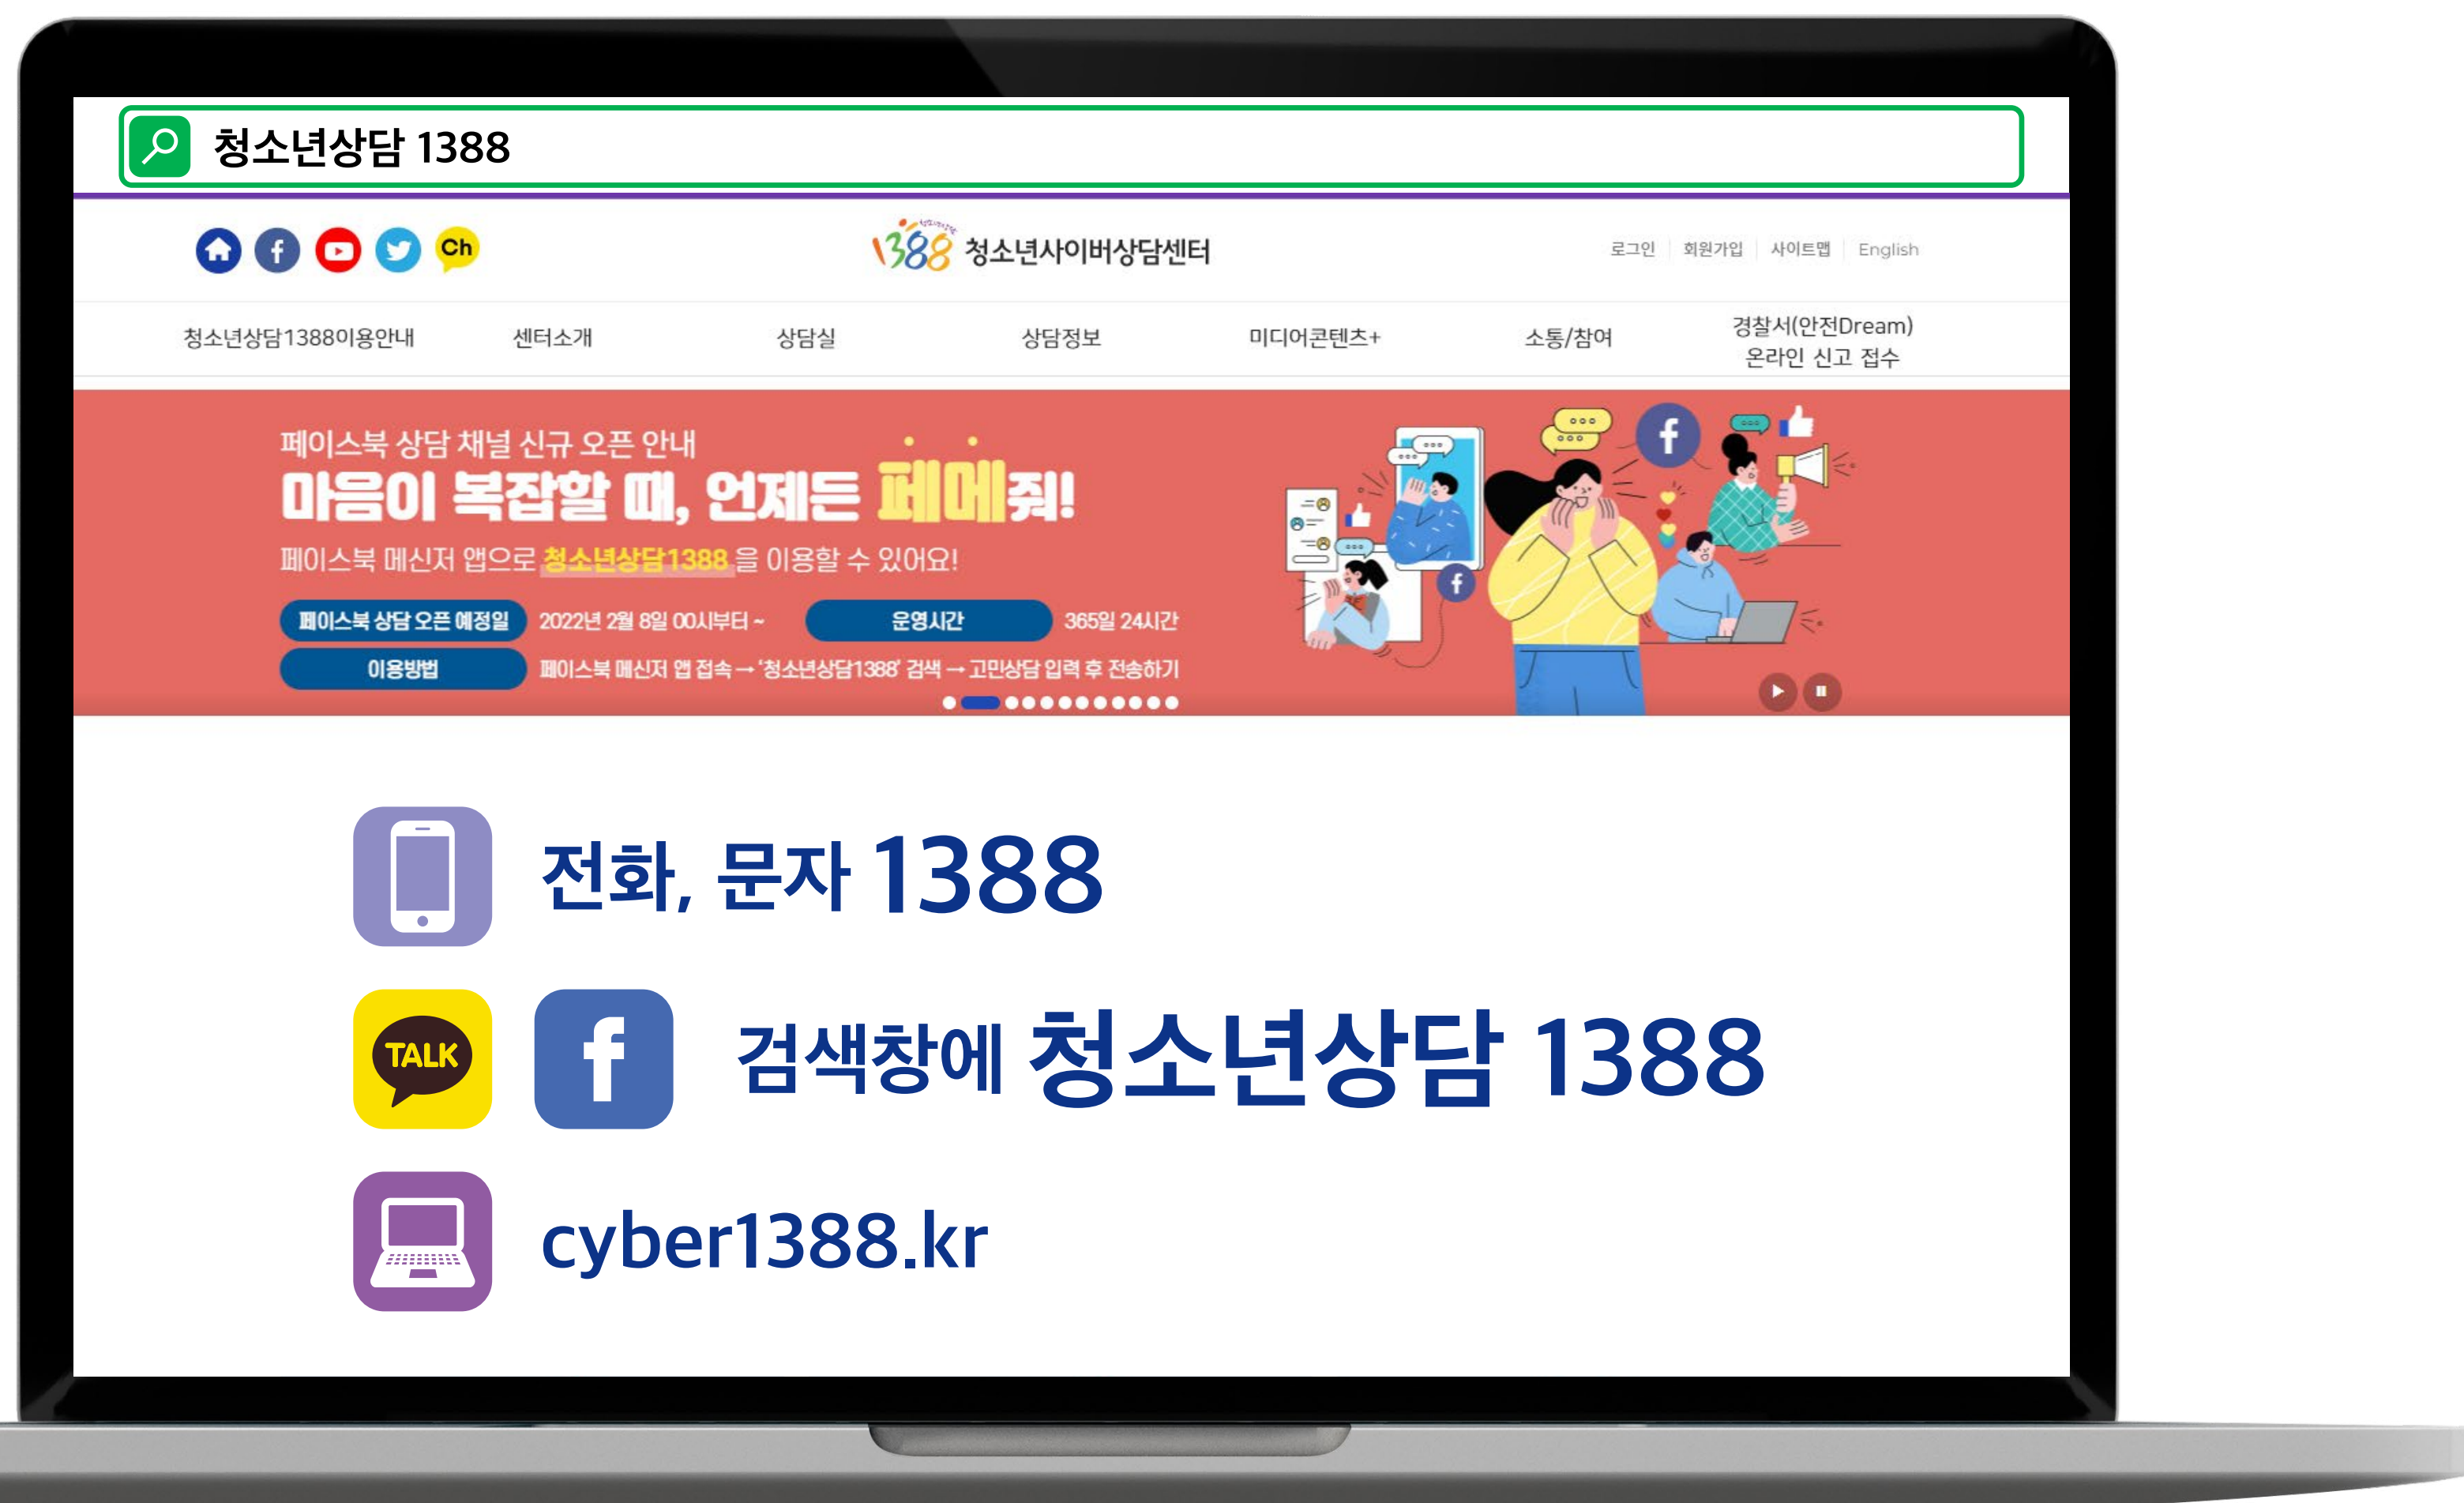 청소년상담 1388
f
Ch
1388 청소년사이버상담센터
로그인 회원가입 사이트맵 English
청소년상담1388이용안내 센터소개 상담실 상담정보 미디어콘텐츠+ 소통/참여 경찰서(안전Dream)
온라인 신고 접수
페이스북 상담 채널 신규 오픈 안내
마음이 복잡할 때, 언제든 페메줘!
페이스북 메신저 앱으로 청소년상담1388 을 이용할 수 있어요!
페이스북 상담 오픈 예정일 2022년 2월 8일 00시부터 ~ 운영시간 365일 24시간
이용방법 페이스북 메신저 앱 접속 → '청소년상담1388' 검색 → 고민상담 입력 후 전송하기
f
f
전화, 문자 1388
TALK f 검색창에 청소년상담 1388
cyber1388.kr